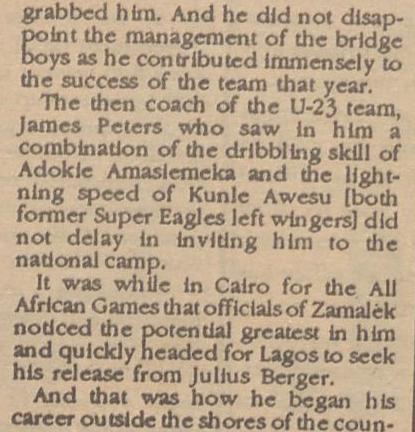 grabbed him. And he did not disap-
point the management of the bridge
boys as he contributed immensely to
the success of the team that year.
The then coach of the U-23 team,
James Peters who saw in him a
combination of the dribbling skill of
Adokie Amasiemeka and the light-
ning speed of Kunle Awesu [both
former Super Eagles left wingers] did
not delay in inviting him to the
national camp.
It was while in Cairo for the All
African Games that officials of Zamalek
noticed the potential greatest in him
and quickly headed for Lagos to seek
his release from Julius Berger.
And that was how he began his
career outside the shores of the coun-